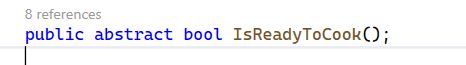 8 references
public abstract bool IsReadyToCook();